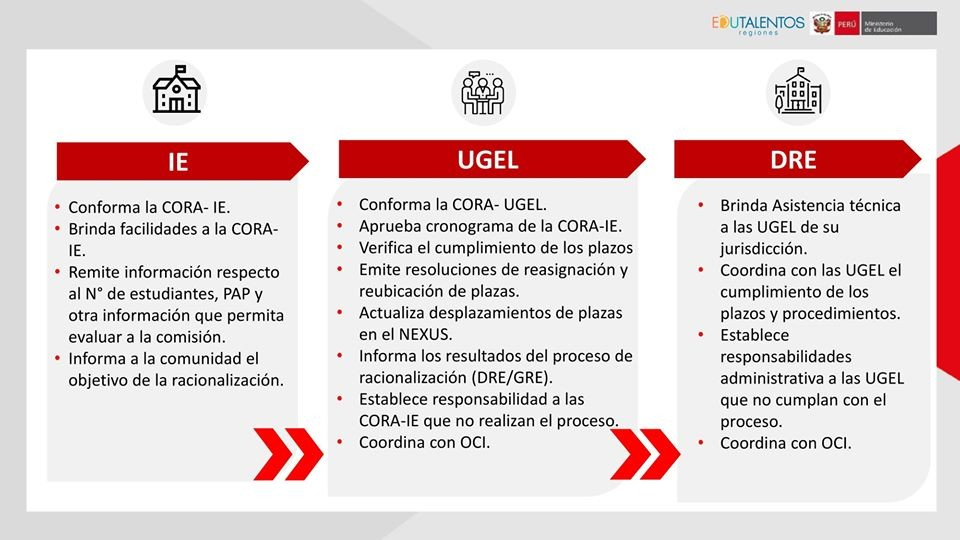 EDUTALENTOS
regiones
PERÚ
Ministerio
de Educación
IE
• Conforma la CORA- IE.
• Brinda facilidades a la CORA-
IE.
• Remite información respecto
al N° de estudiantes, PAP y
otra información que permita
evaluar a la comisión.
• Informa a la comunidad el
objetivo de la racionalización.
UGEL
• Conforma la CORA- UGEL.
• Aprueba cronograma de la CORA-IE.
• Verifica el cumplimiento de los plazos
• Emite resoluciones de reasignación y
reubicación de plazas.
• Actualiza desplazamientos de plazas
en el NEXUS.
• Informa los resultados del proceso de
racionalización (DRE/GRE).
• Establece responsabilidad a las
CORA-IE que no realizan el proceso.
• Coordina con OCI.
DRE
• Brinda Asistencia técnica
a las UGEL de su
jurisdicción.
• Coordina con las UGEL el
cumplimiento de los
plazos y procedimientos.
• Establece
responsabilidades
administrativa a las UGEL
que no cumplan con el
proceso.
• Coordina con OCI.